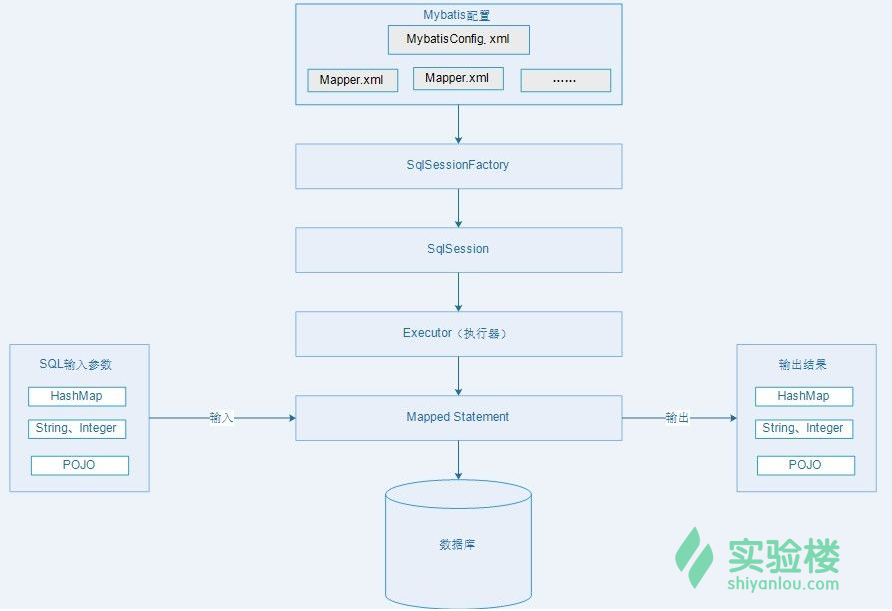 Mybatis配置
MybatisConfig. xml
Mapper.xml
Mapper.xml
······
SqlSessionFactory
SqlSession
Executor（执行器）
SQL输入参数
HashMap
String、Integer
POJO
输入
Mapped Statement
输出
输出结果
HashMap
String、Integer
POJO
数据库
实验楼
shiyanlou.com